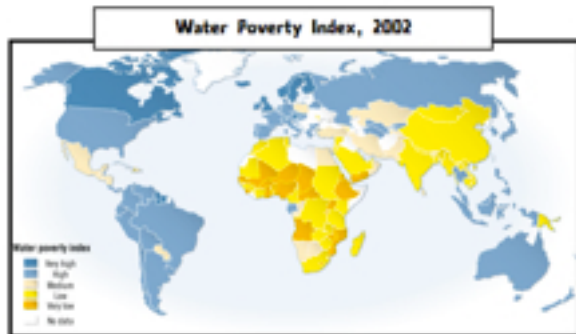 Water Poverty Index, 2002
Water poverty index
Very high
High
Medium
Low
Very low
No data